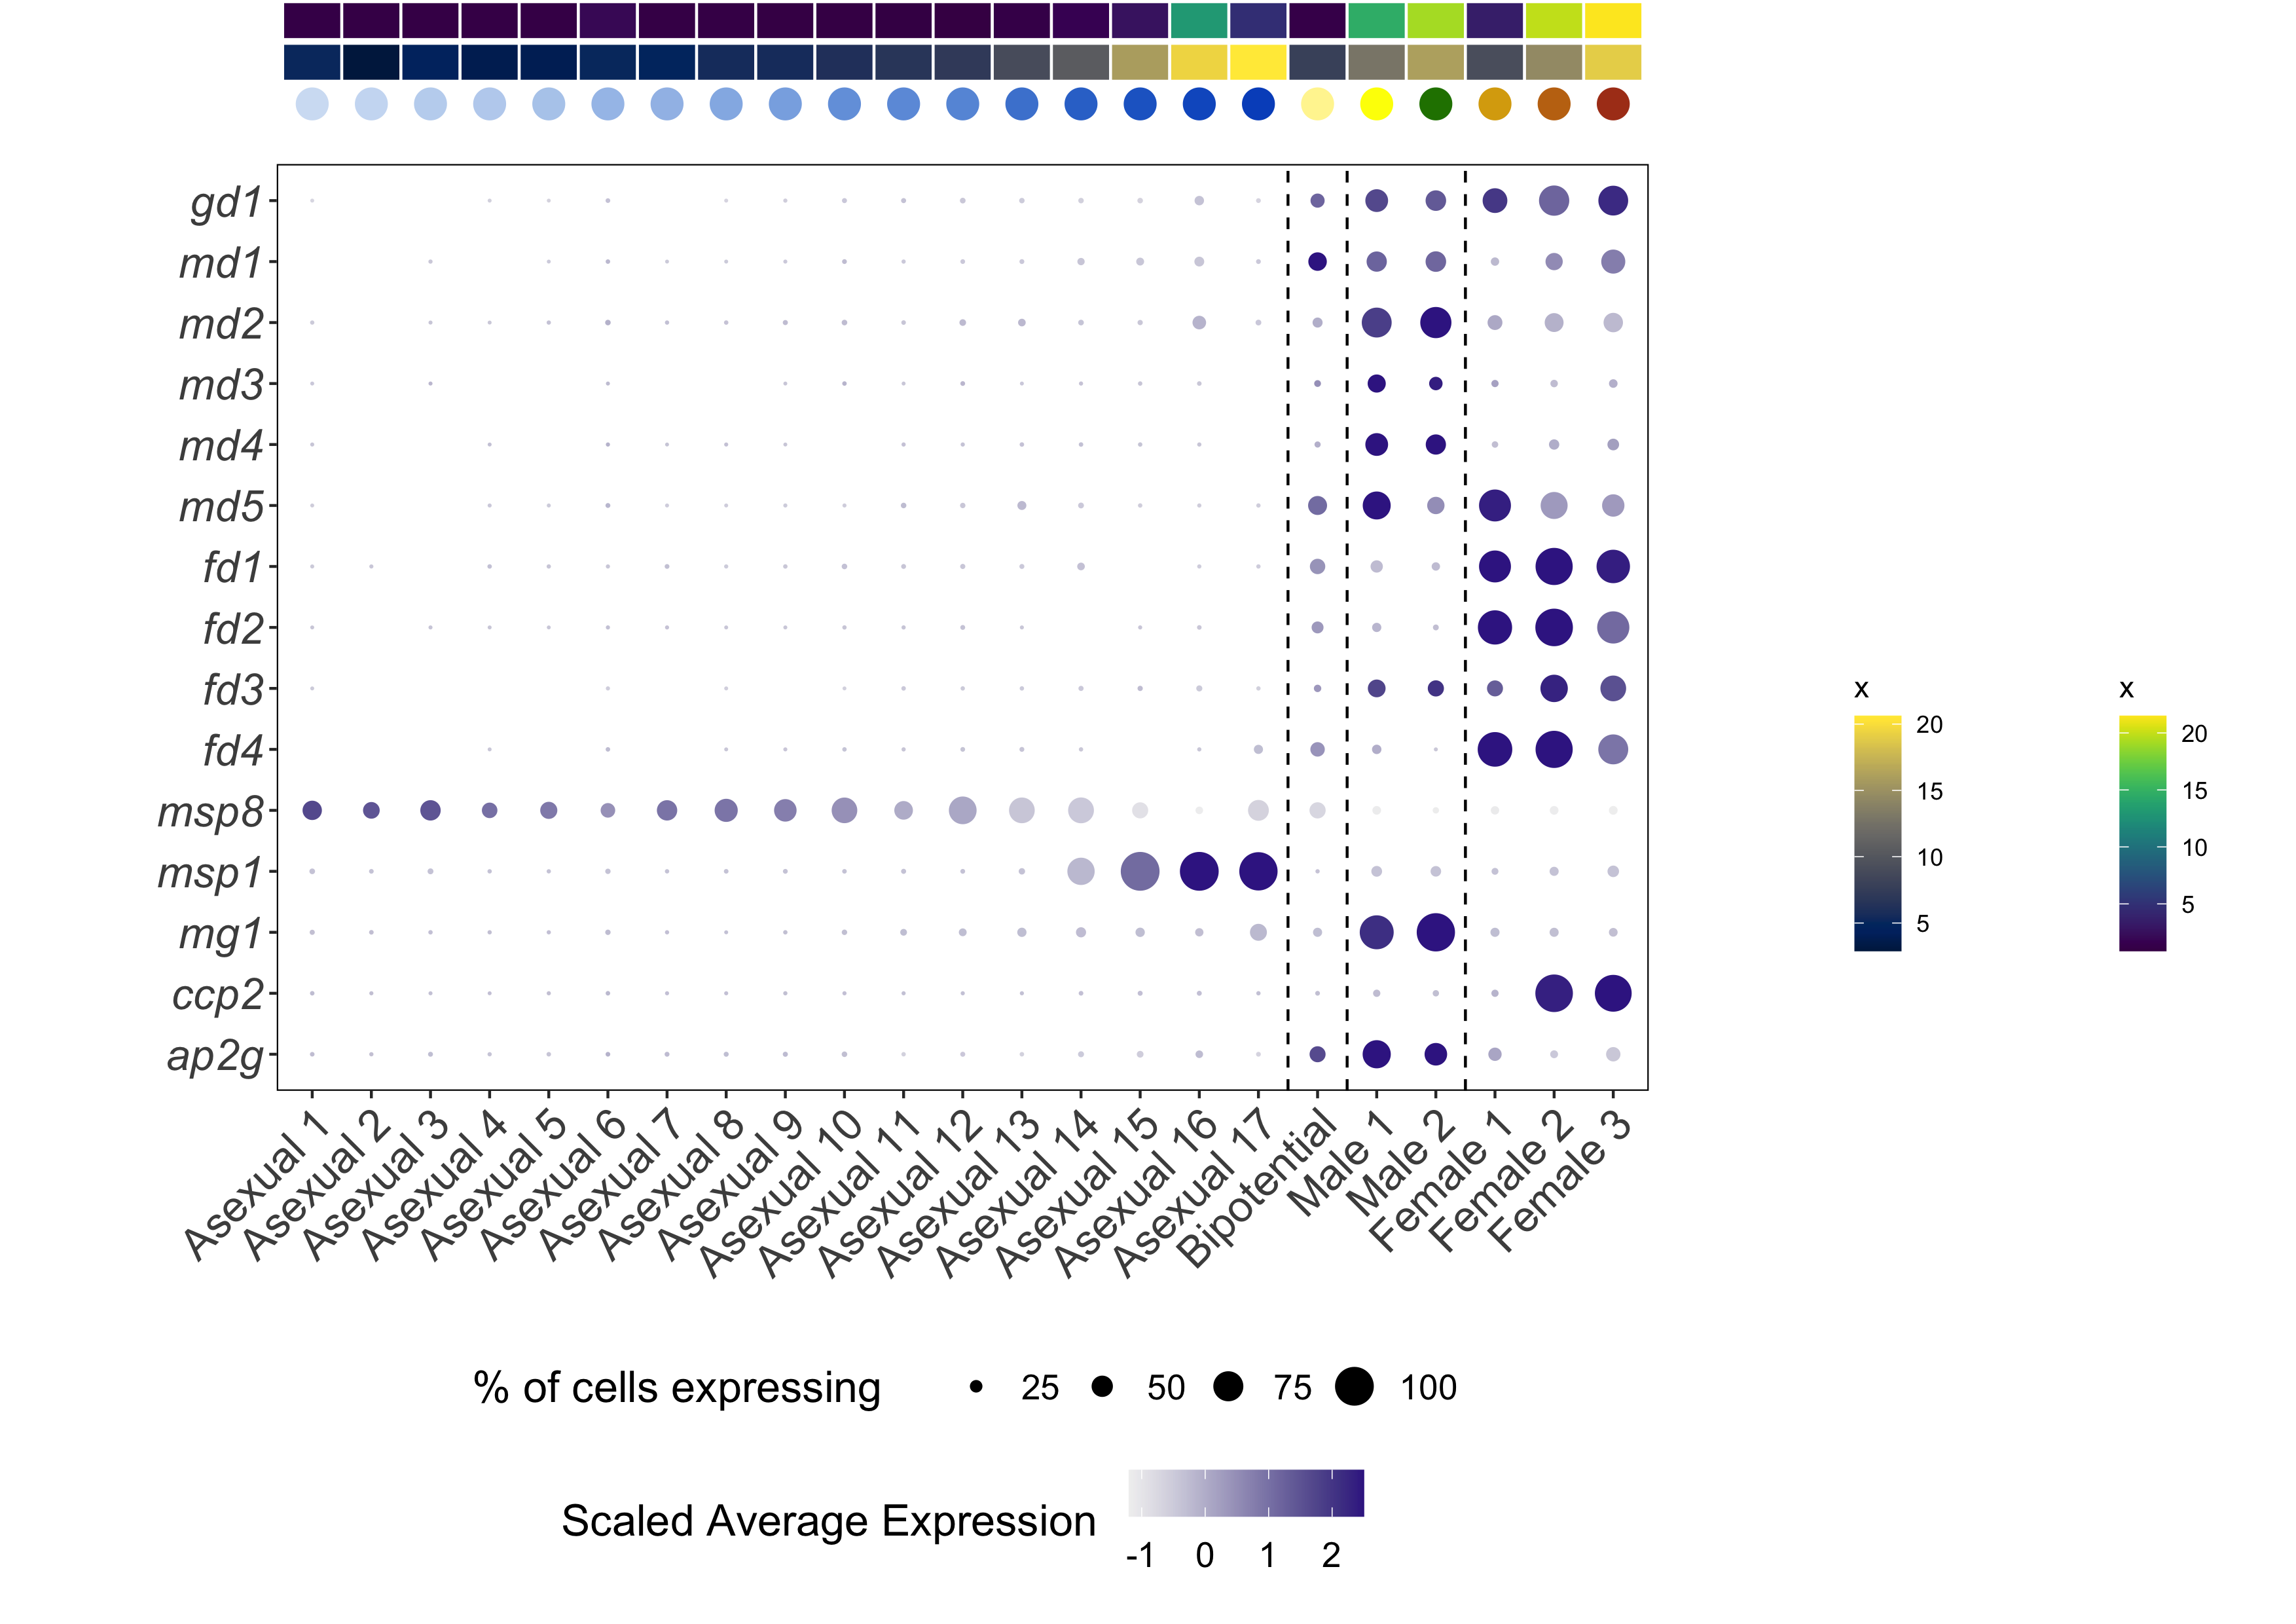 gd1
md1
md2
md3
md4
md5
fd1
fd2
fd3
fd4
msp8
msp1
mg1
ccp2
ap2g
Asexual 1
Asexual 2
Asexual 3
Asexual 4
Asexual 5
Asexual 6
Asexual 7
Asexual 8
Asexual 9
Asexual 10
Asexual 11
Asexual 12
Asexual 13
Asexual 14
Asexual 15
Asexual 16
Asexual 17
Bipotential
Male 1
Male 2
Female 1
Female 2
Female 3
x
20
15
10
5
x
20
15
10
5
% of cells expressing 25 50 75 100
Scaled Average Expression
-1 0 1 2